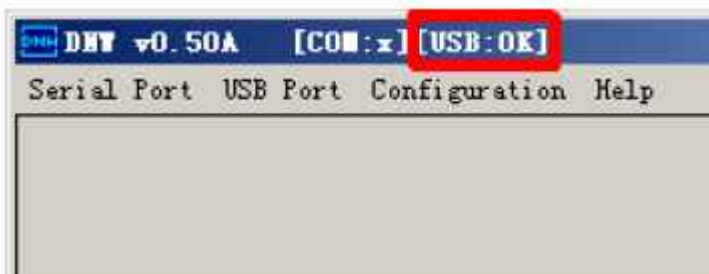 DNW v0.50A [COM:x] [USB:OK]
Serial Port USB Port Configuration Help